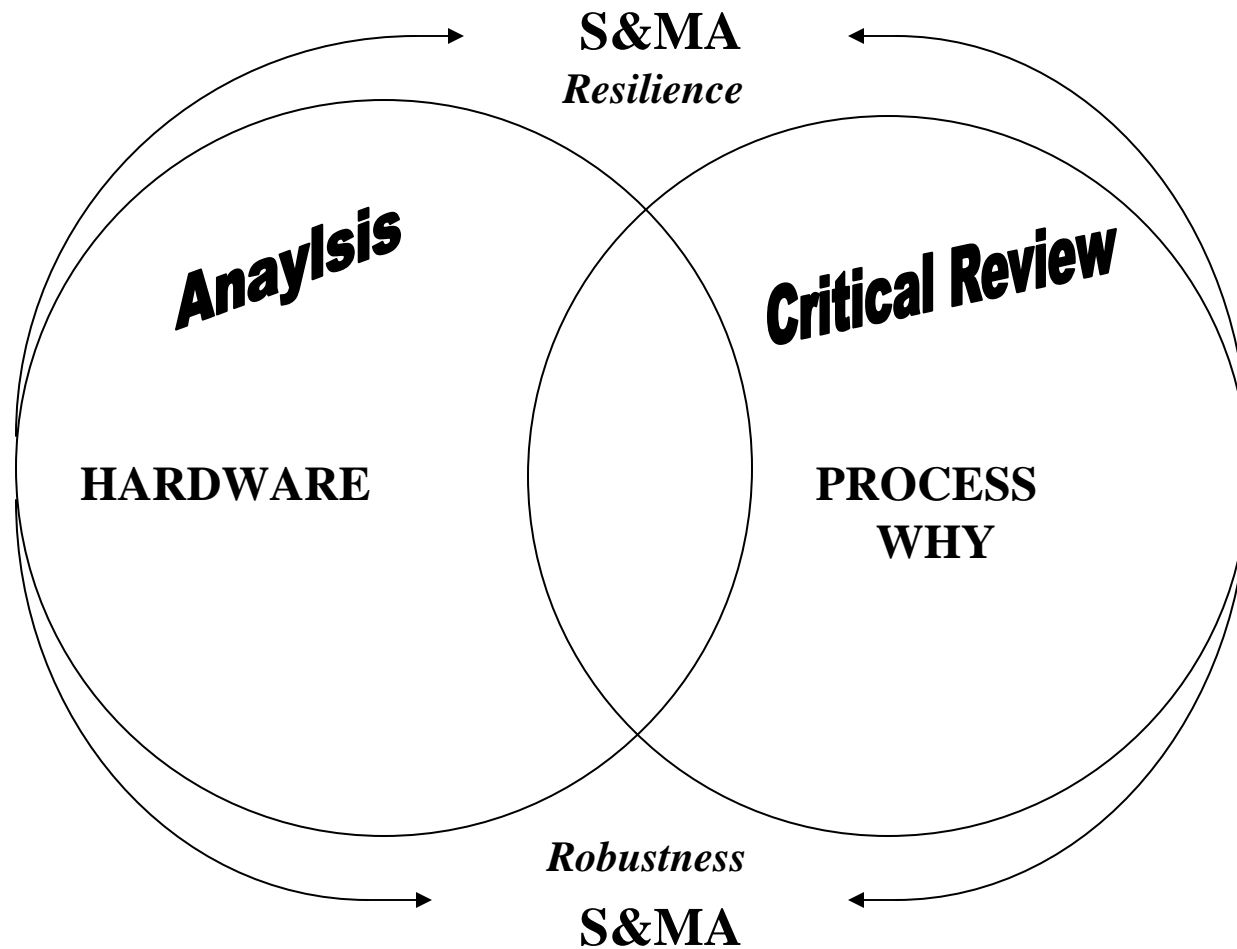 S&MA
Resilience
Anaylsis
Critical Review
HARDWARE
PROCESS
WHY
Robustness
S&MA